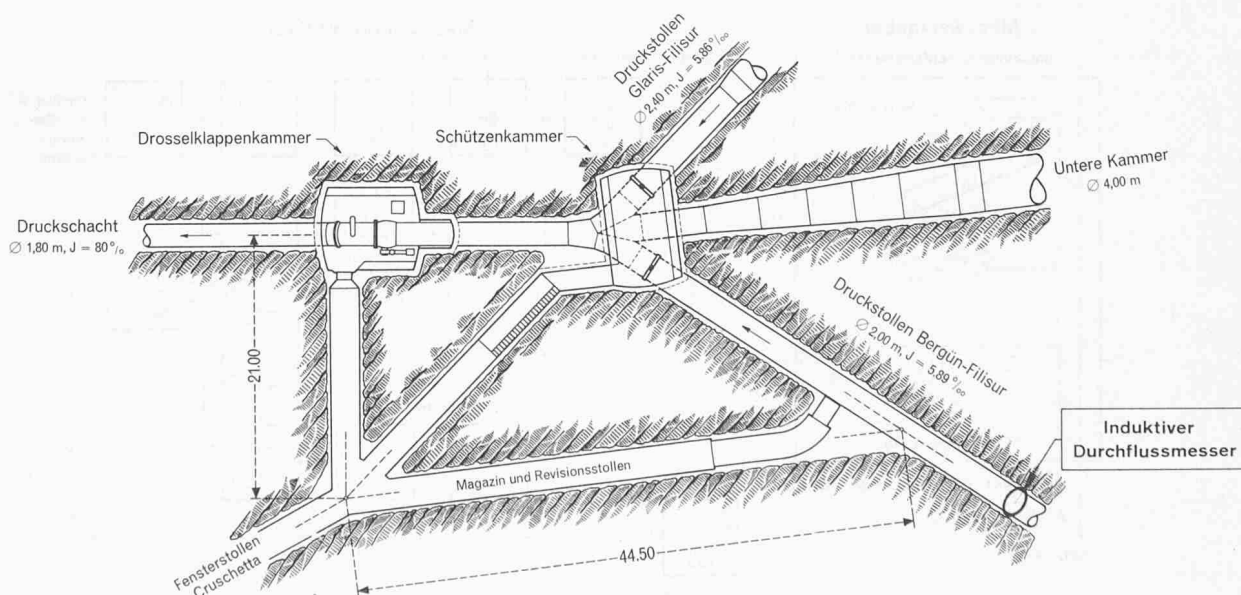 Druckstollen
Glaris-Filisur
∅ 2,40 m, J = 5.86 ‰
Drosselklappenkammer
Schützenkammer
Untere Kammer
∅ 4,00 m
Druckschacht
∅ 1,80 m, J = 80 %
Druckstollen Bergün-Filisur
∅ 2,00 m, J = 5.89 ‰
21.00
Induktiver
Durchflussmesser
Magazin und Revisionsstollen
44.50
Fensterstollen
Cruschetta